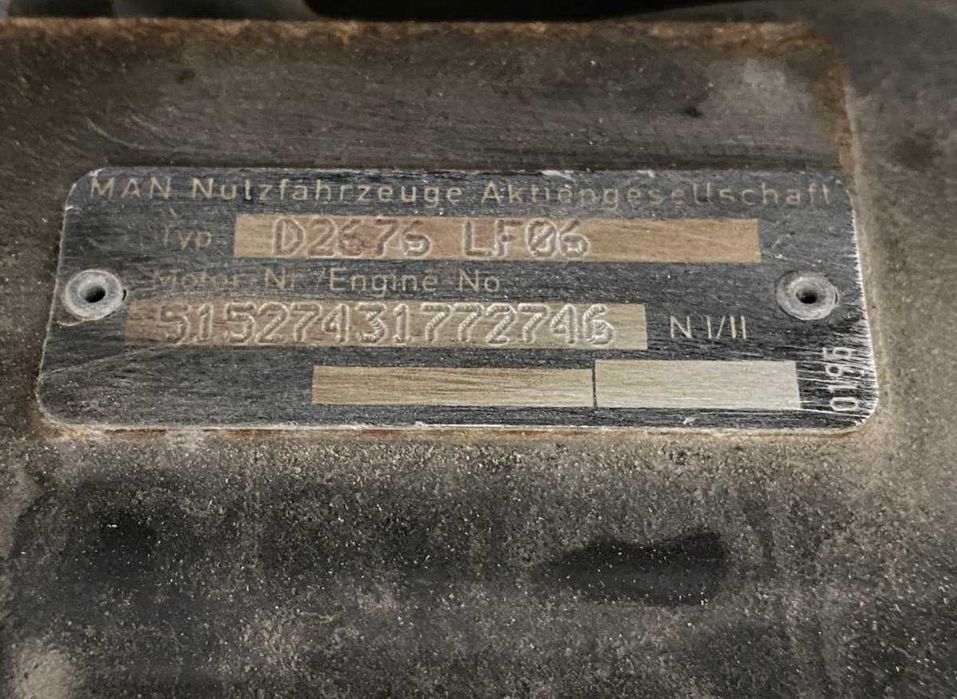 MAN Nutzfahrzeuge Aktiengesellschaft
Typ D2676 LF06
Motor-Nr./Engine No
51527431772746 N I/II
0195